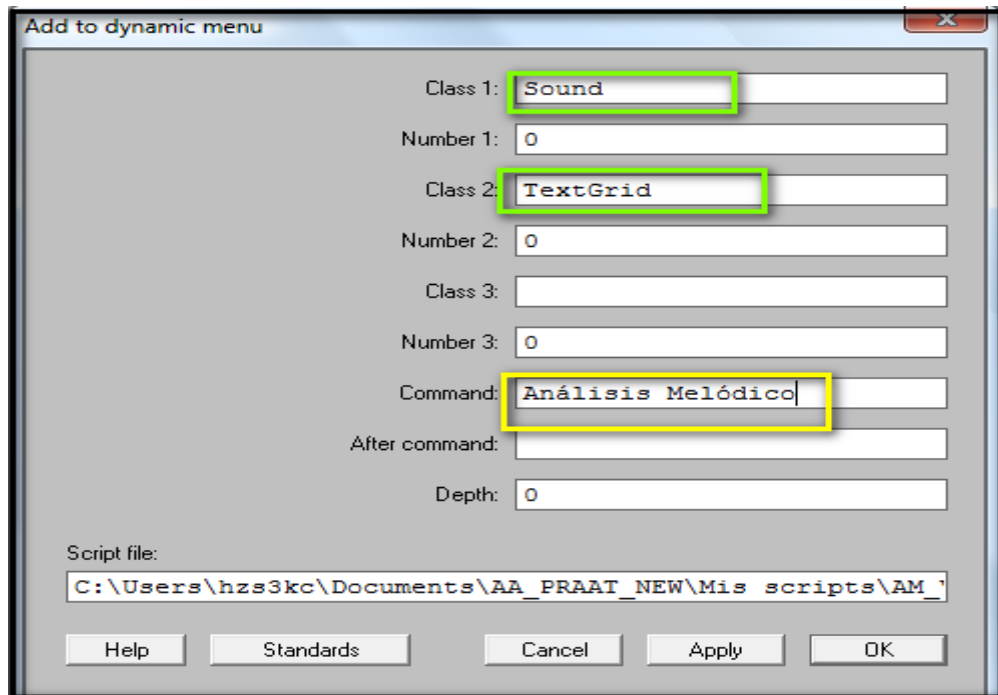 Add to dynamic menu
Class 1: Sound
Number 1: 0
Class 2: TextGrid
Number 2: 0
Class 3:
Number 3: 0
Command: Análisis Melódico
After command:
Depth: 0
Script file:
C:\Users\hzs3kc\Documents\AA_PRAAT_NEW\Mis scripts\AM_
Help Standards Cancel Apply OK